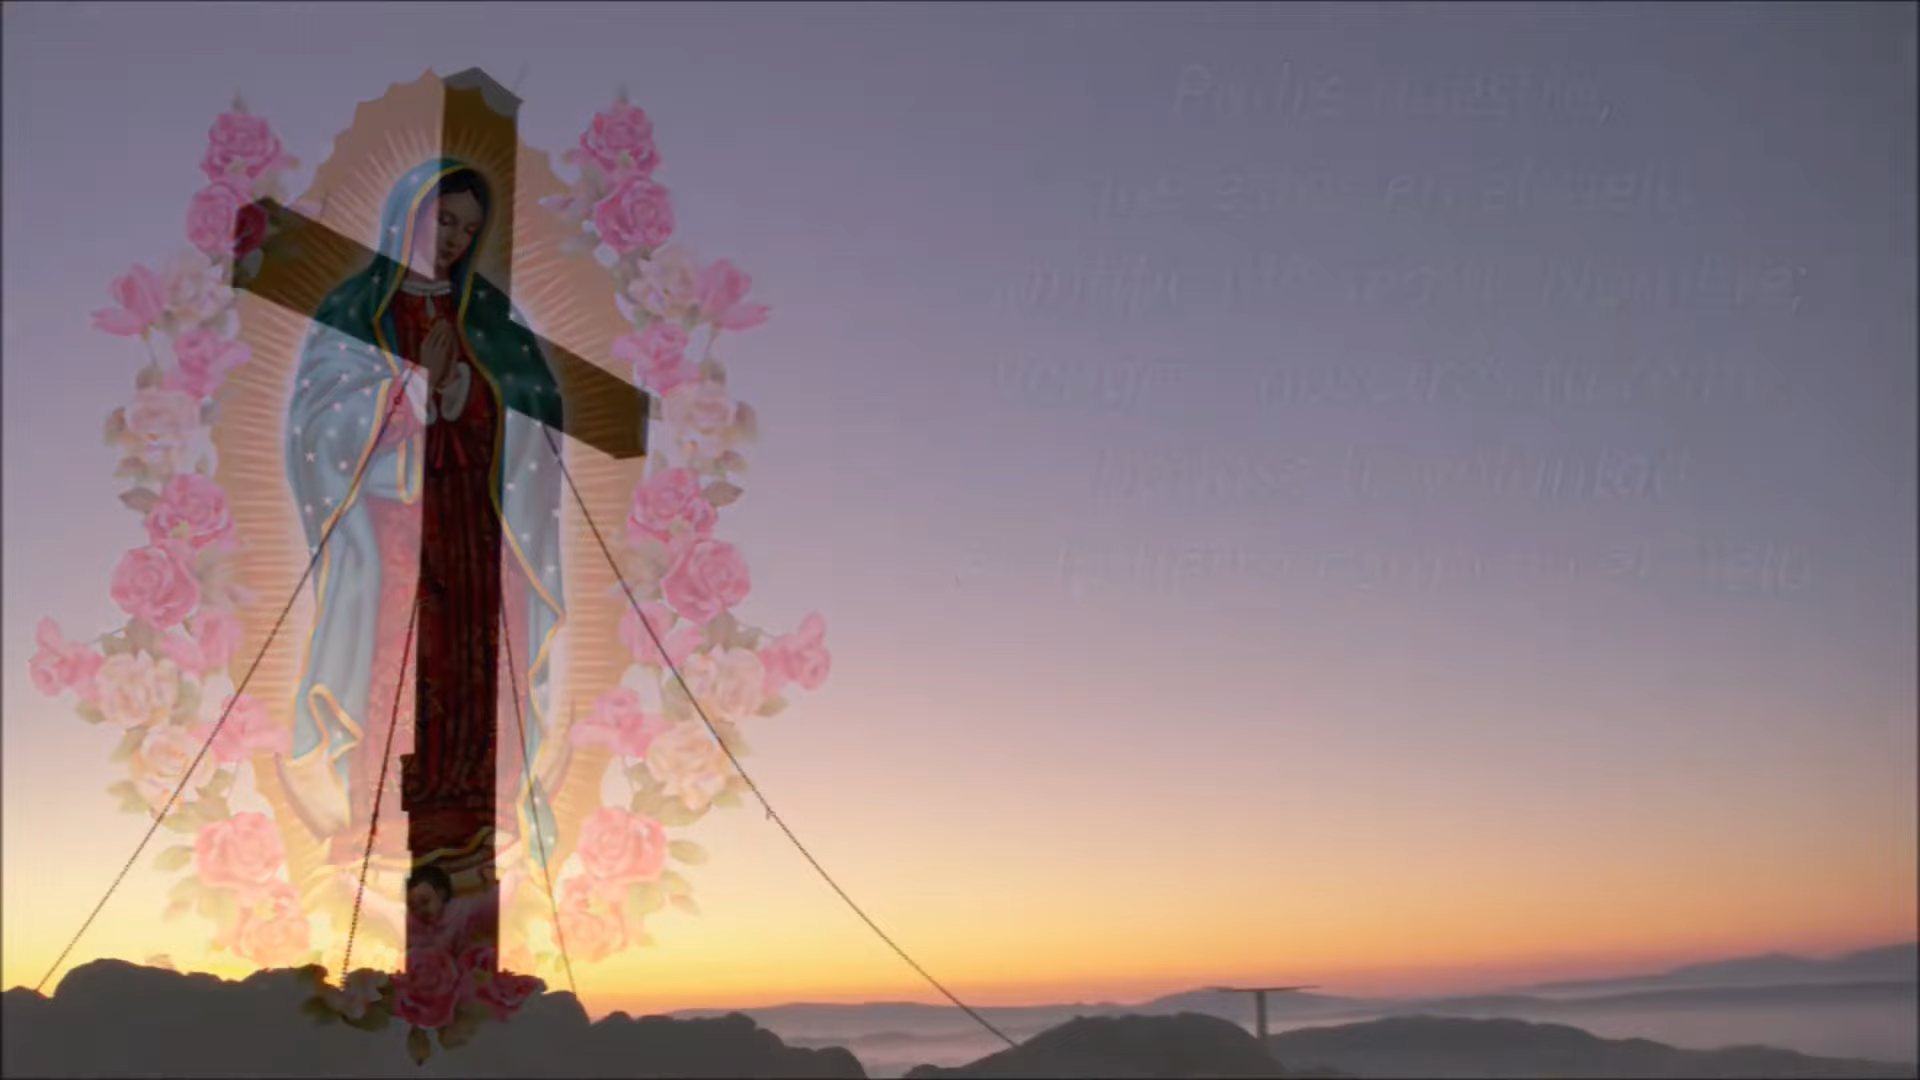 Padre nuestro,
que estás en el cielo,
santificado sea tu Nombre;
venga a nosotros tu reino;
hágase tu voluntad
en la tierra como en el cielo